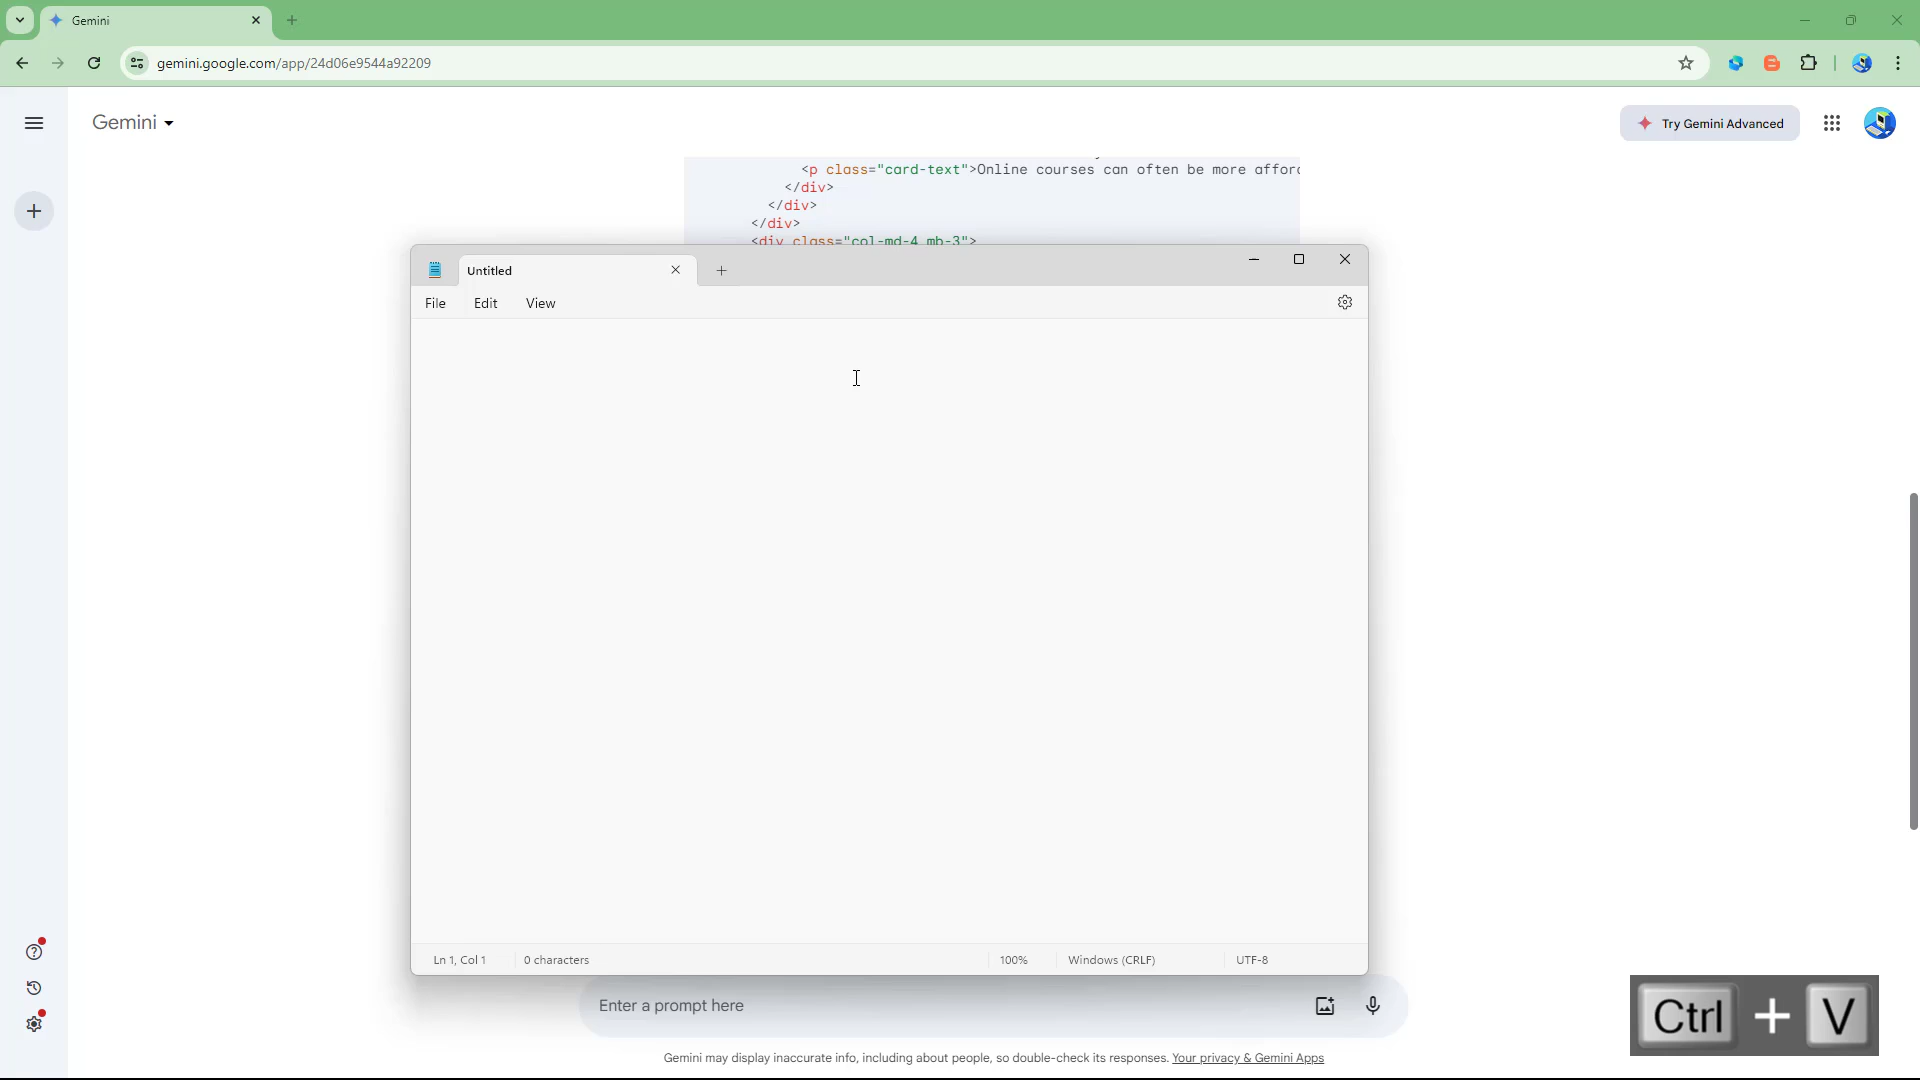 Gemini
gemini.google.com/app/24d06e9544a92209
Gemini
Try Gemini Advanced
<p class="card-text">Online courses can often be more affor
</div>
</div>
</div>
<div class="col-md-4 mb-3">
Untitled
File Edit View
Ln 1, Col 1 0 characters 100% Windows (CRLF) UTF-8
Enter a prompt here
Ctrl + V
Gemini may display inaccurate info, including about people, so double-check its responses. Your privacy & Gemini Apps